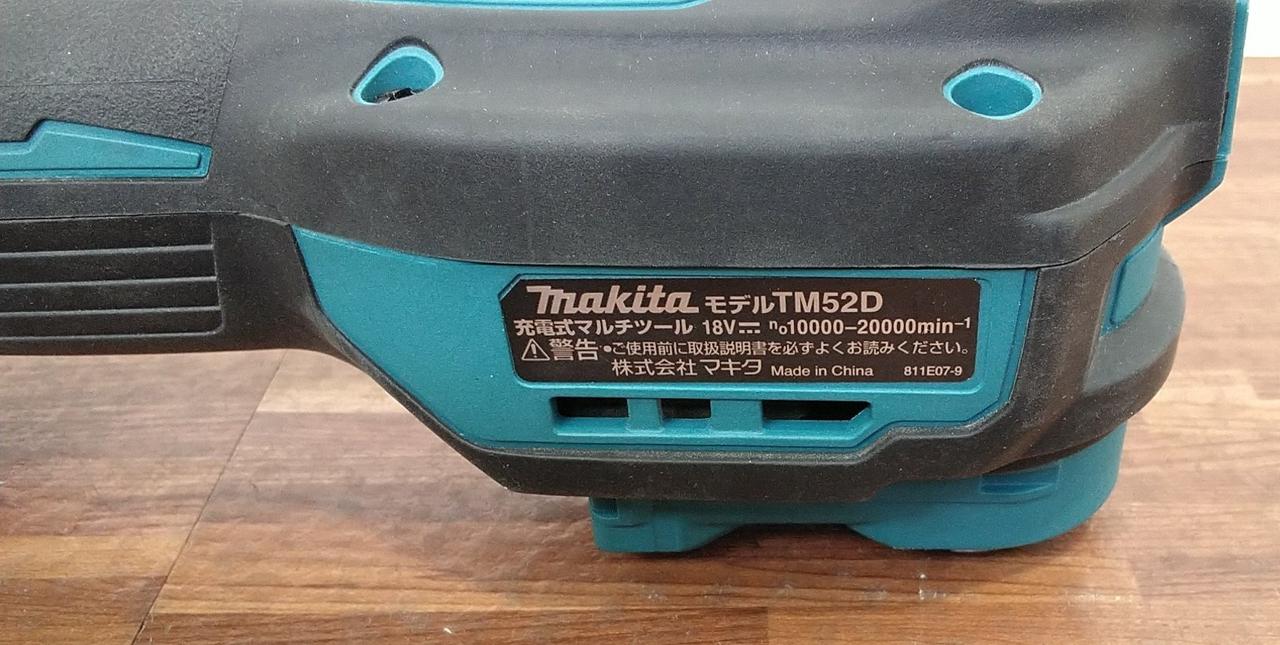 makita モデルTM52D
充電式マルチツール 18V⎓ n₀10000−20000min⁻¹
⚠警告・ご使用前に取扱説明書を必ずよくお読みください。
株式会社 マキタ Made in China 811E07-9